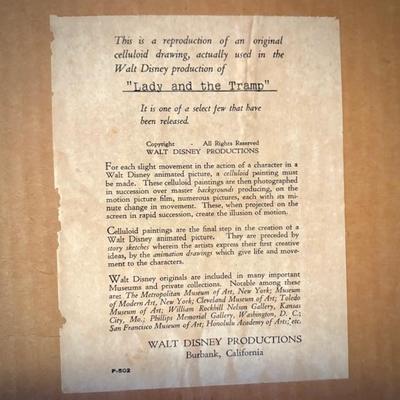 This is a reproduction of an original
celluloid drawing, actually used in the
Walt Disney production of
"Lady and the Tramp"
It is one of a select few that have
been released.
Copyright - All Rights Reserved
WALT DISNEY PRODUCTIONS
For each slight movement in the action of a character in a
Walt Disney animated picture, a celluloid painting must
be made. These celluloid paintings are then photographed
in succession over master backgrounds producing, on the
motion picture film, numerous pictures, each with its mi-
nute change in movement. These, when projected on the
screen in rapid succession, create the illusion of motion.
Celluloid paintings are the final step in the creation of a
Walt Disney animated picture. They are preceded by
story sketches wherein the artists express their first creative
ideas, by the animation drawings which give life and move-
ment to the characters.
Walt Disney originals are included in many important
Museums and private collections. Notable among these
are: The Metropolitan Museum of Art, New York; Museum
of Modern Art, New York; Cleveland Museum of Art; Toledo
Museum of Art; William Rockhill Nelson Gallery, Kansas
City, Mo.; Phillips Memorial Gallery, Washington, D. C.;
San Francisco Museum of Art; Honolulu Academy of Arts; etc.
WALT DISNEY PRODUCTIONS
Burbank, California
P-502